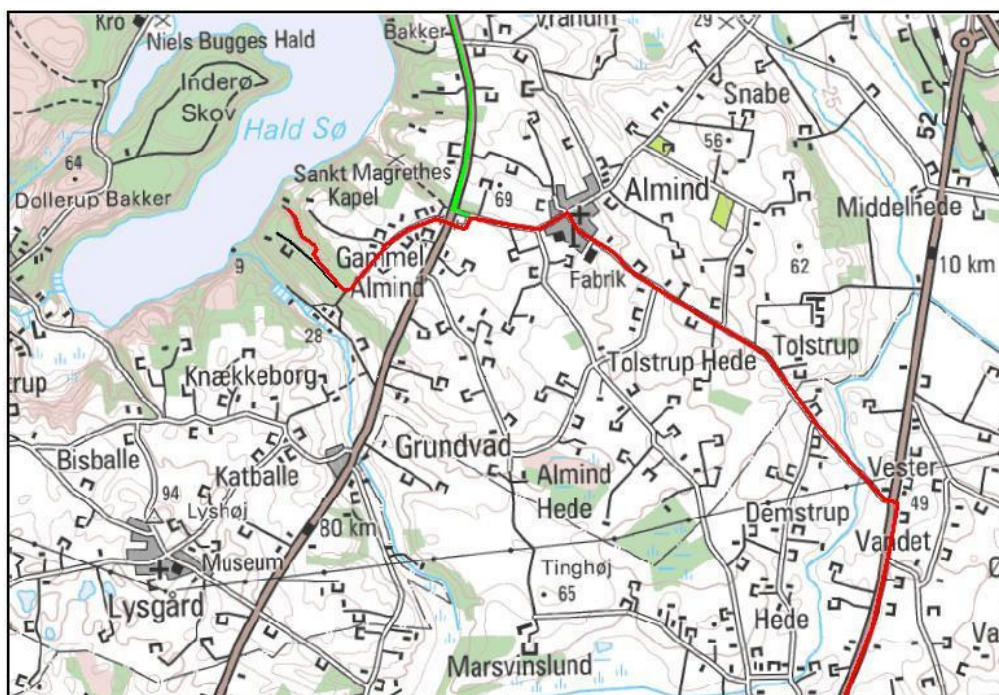 Kro
Niels Bugges Hald
Bakker
Vranum
29
Inderø
Skov
Hald Sø
Snabe
25
52
64
Dollerup Bakker
Sankt Magrethes
Kapel
69
56
Almind
Middelhede
9
Gammel
Almind
Fabrik
62
10 km
28
Tolstrup Hede
Tolstrup
Knækkeborg
Grundvad
Bisballe
Katballe
94
Lyshøj
Almind
Hede
Vester
49
Demstrup
Vandet
80 km
Museum
Lysgård
Tinghøj
65
Hede
Marsvinslund